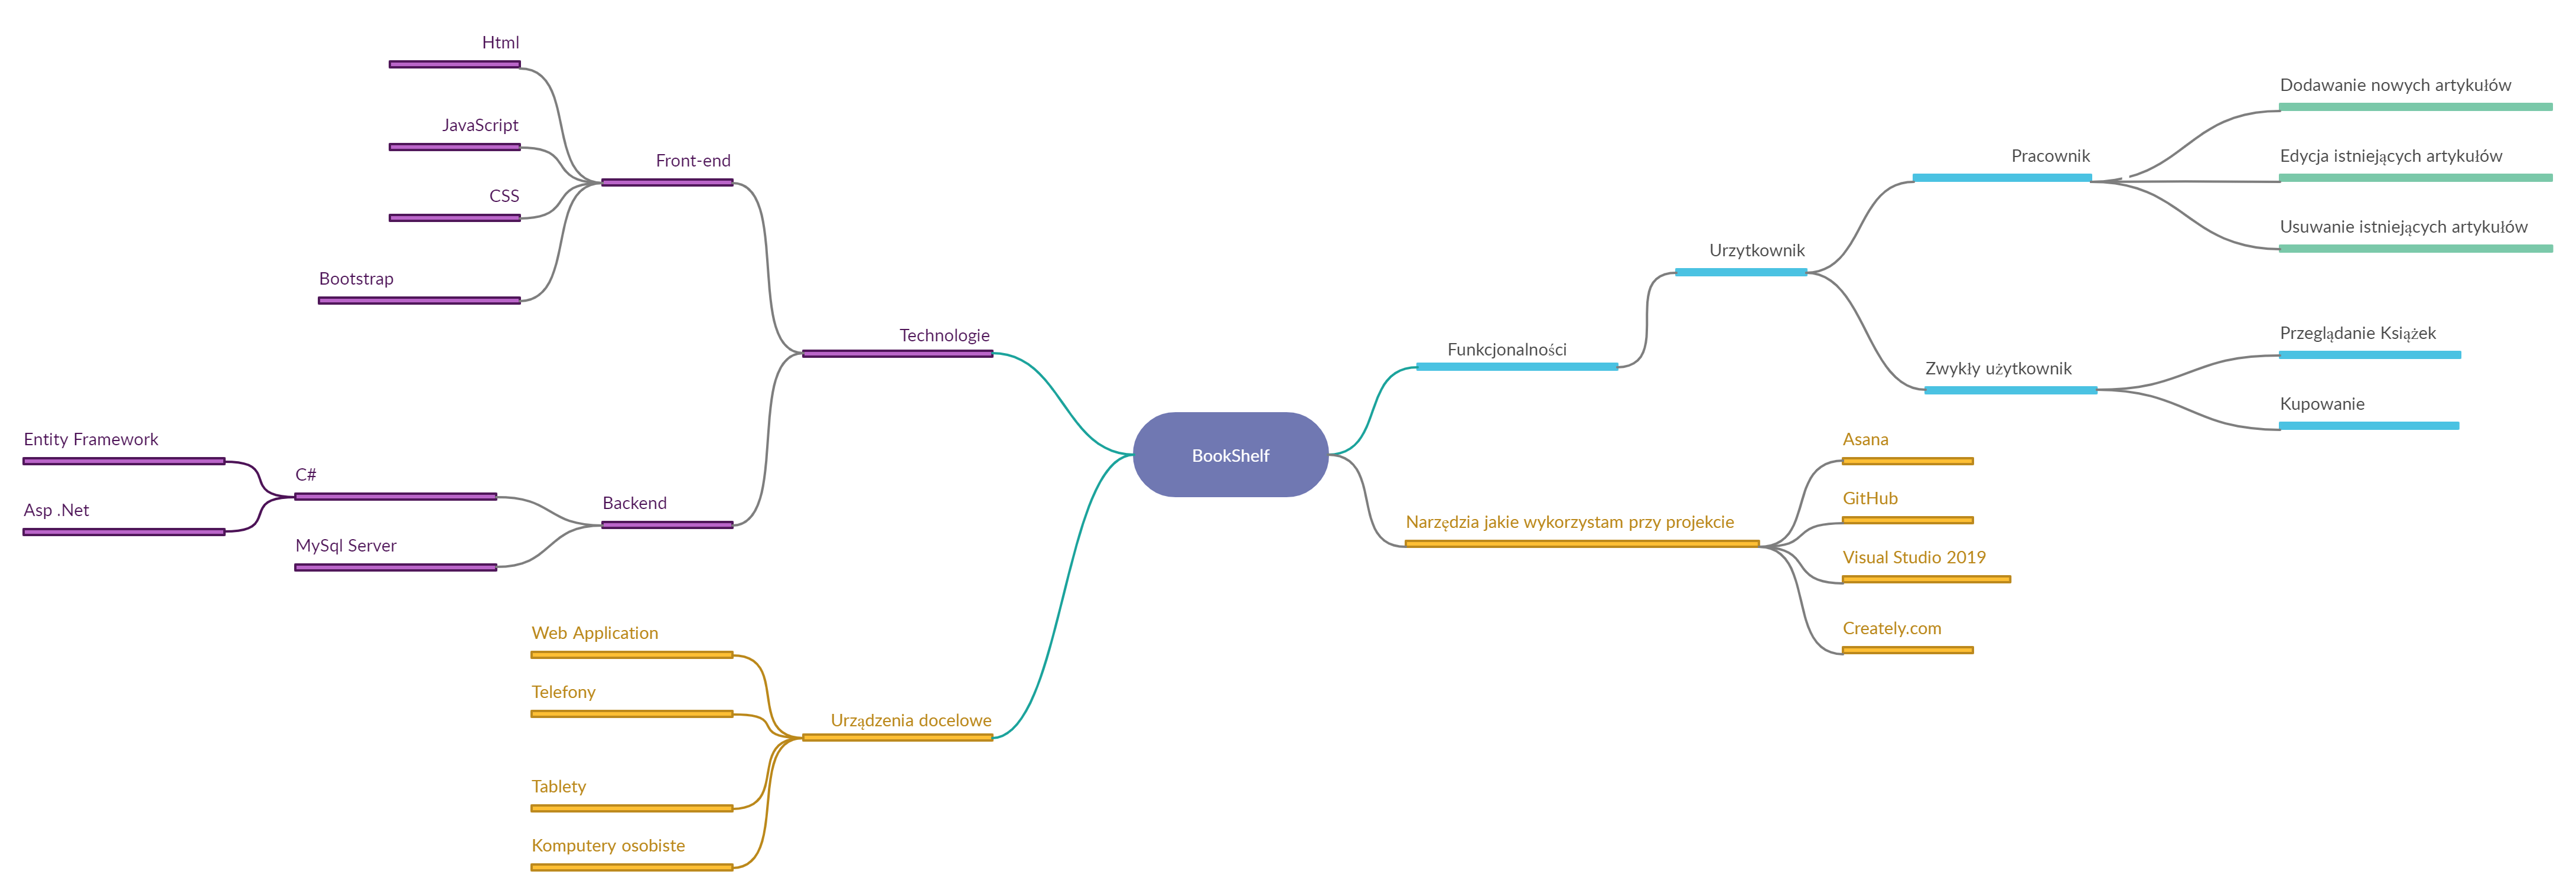 Html
JavaScript
CSS
Bootstrap
Front-end
Technologie
Entity Framework
Asp .Net
C#
MySql Server
Backend
Web Application
Telefony
Tablety
Komputery osobiste
Urządzenia docelowe
BookShelf
Funkcjonalności
Urzytkownik
Pracownik
Dodawanie nowych artykułów
Edycja istniejących artykułów
Usuwanie istniejących artykułów
Zwykły użytkownik
Przeglądanie Książek
Kupowanie
Narzędzia jakie wykorzystam przy projekcie
Asana
GitHub
Visual Studio 2019
Creately.com